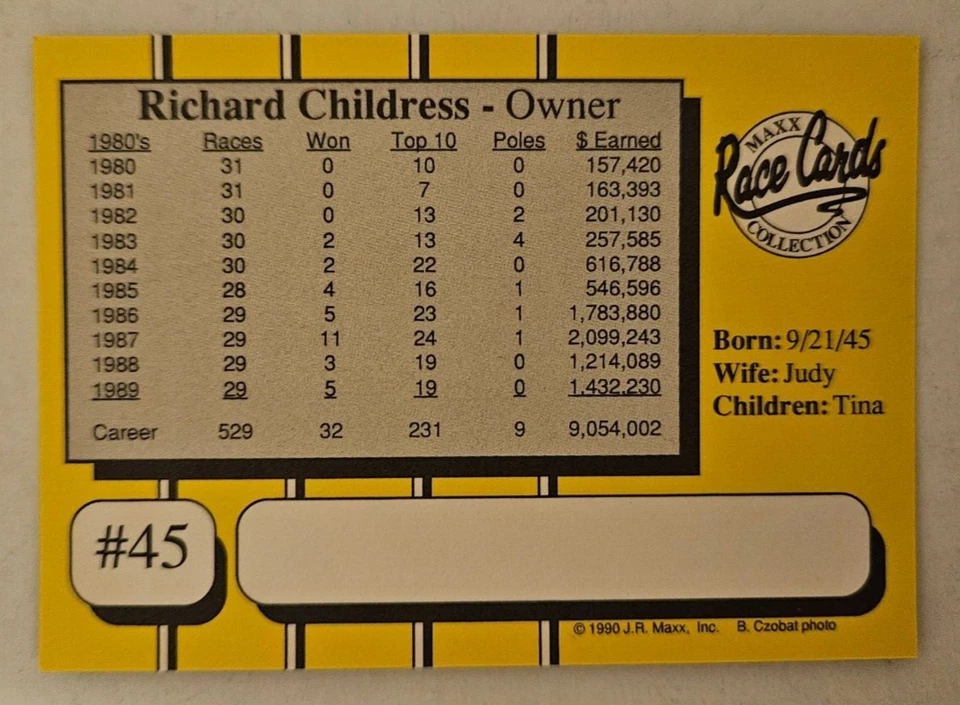 Richard Childress - Owner
1980's Races Won Top 10 Poles $ Earned
1980 31 0 10 0 157,420
1981 31 0 7 0 163,393
1982 30 0 13 2 201,130
1983 30 2 13 4 257,585
1984 30 2 22 0 616,788
1985 28 4 16 1 546,596
1986 29 5 23 1 1,783,880
1987 29 11 24 1 2,099,243
1988 29 3 19 0 1,214,089
1989 29 5 19 0 1,432,230
Career 529 32 231 9 9,054,002
MAXX
Race Cards
COLLECTION
Born: 9/21/45
Wife: Judy
Children: Tina
#45
© 1990 J.R. Maxx, Inc. B. Czobat photo